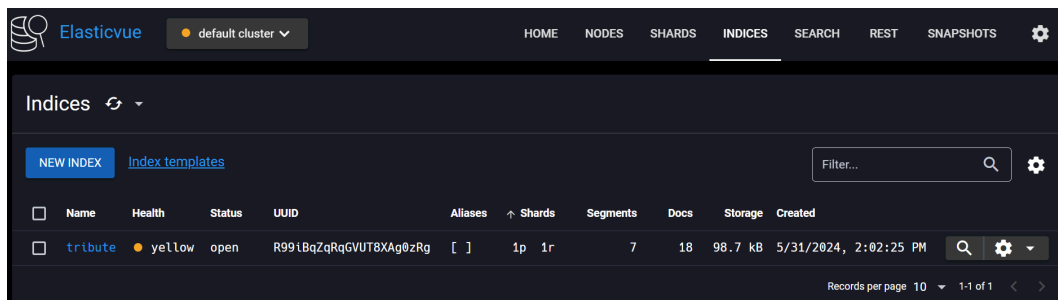 Elasticvue default cluster HOME NODES SHARDS INDICES SEARCH REST SNAPSHOTS
Indices
NEW INDEX Index templates Filter...
Name Health Status UUID Aliases ↑ Shards Segments Docs Storage Created
tribute yellow open R99iBqZqRqGVUT8XAg0zRg [ ] 1p 1r 7 18 98.7 kB 5/31/2024, 2:02:25 PM
Records per page 10 1-1 of 1